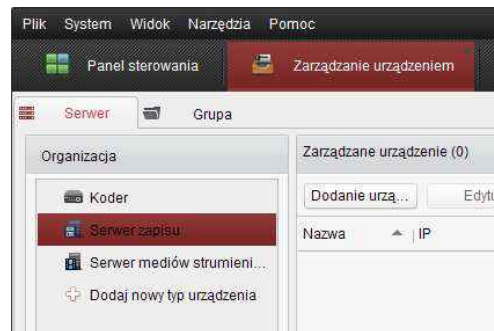 Plik System Widok Narzędzia Pomoc
Panel sterowania Zarządzanie urządzeniem
Serwer Grupa
Organizacja
Zarządzane urządzenie (0)
Koder
Dodanie urzą... Edytu
Serwer zapisu
Nazwa IP
Serwer mediów strumieni...
Dodaj nowy typ urządzenia